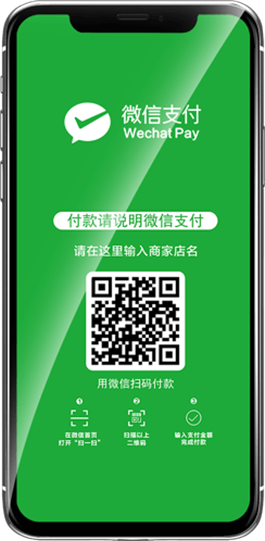 微信支付
Wechat Pay
付款请说明微信支付
请在这里输入商家店名
用微信扫码付款
1
2
3
在微信首页
打开“扫一扫”
扫描以上
二维码
输入支付金额
完成付款